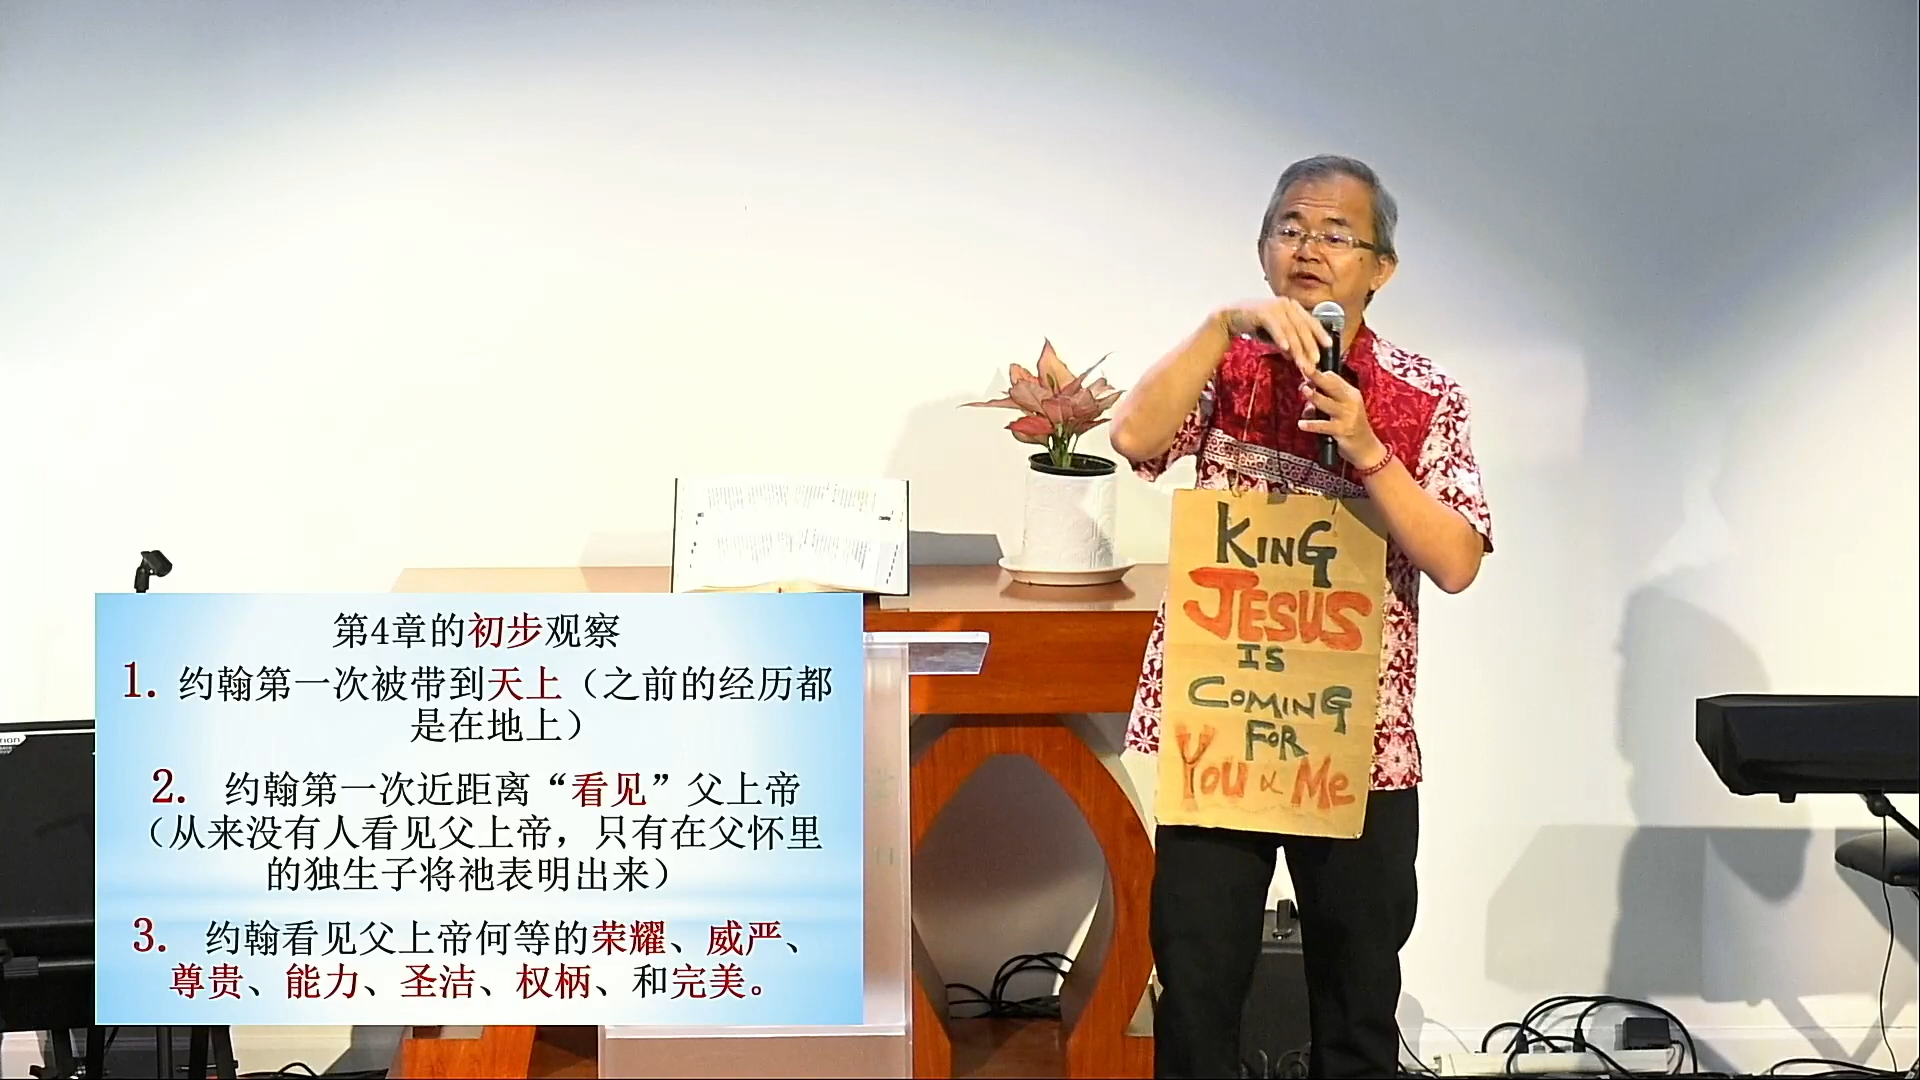 第4章的初步观察
1. 约翰第一次被带到天上（之前的经历都
是在地上）
2. 约翰第一次近距离“看见”父上帝
（从来没有人看见父上帝，只有在父怀里
的独生子将祂表明出来）
3. 约翰看见父上帝何等的荣耀、威严、
尊贵、能力、圣洁、权柄、和完美。
KING
JESUS
IS
COMING
FOR
YOU & ME